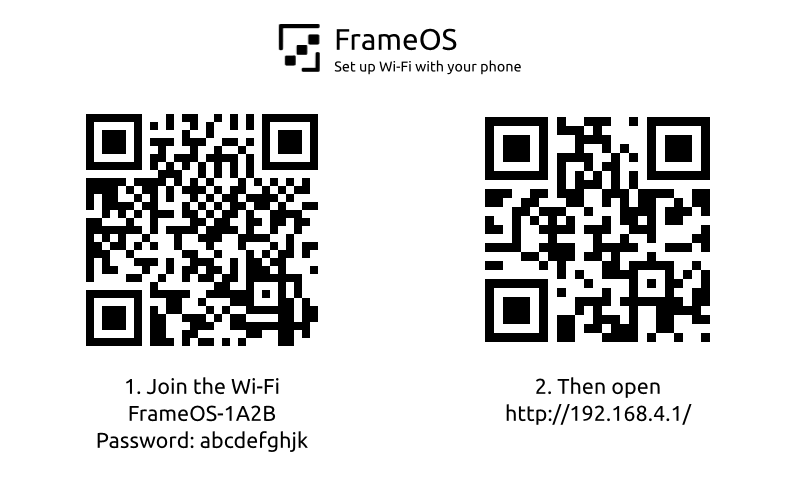 FrameOS
Set up Wi-Fi with your phone
1. Join the Wi-Fi
FrameOS-1A2B
Password: abcdefghjk
2. Then open
http://192.168.4.1/